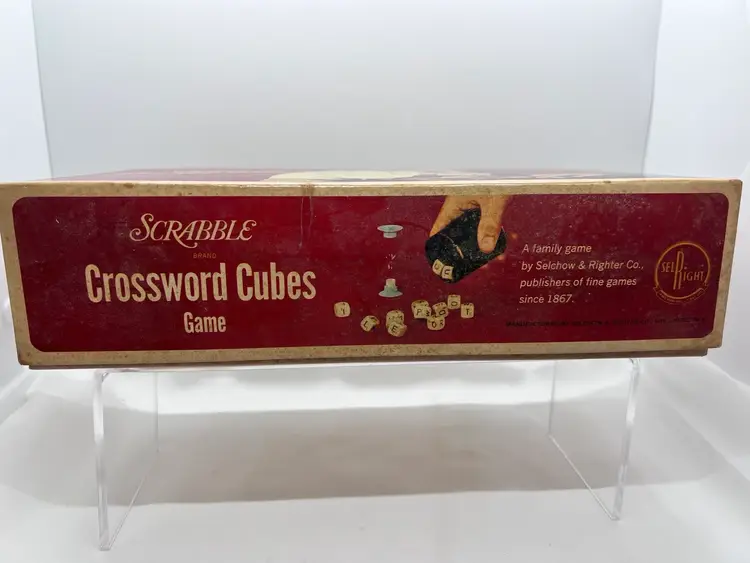 SCRABBLE
BRAND
Crossword Cubes
Game
A family game
by Selchow & Righter Co.,
publishers of fine games
since 1867.
SEL RIGHT